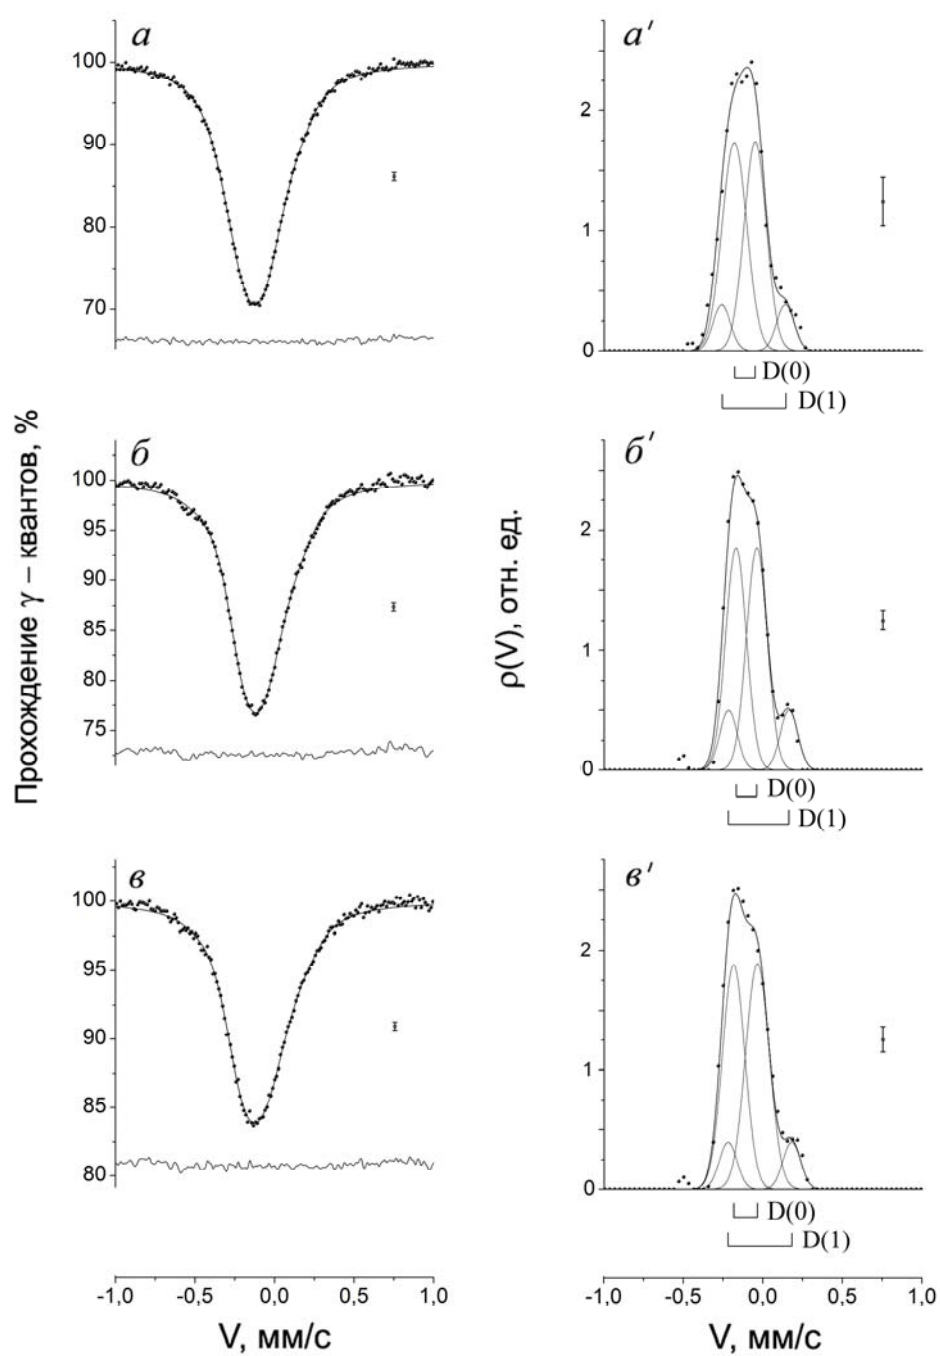 Прохождение γ – квантов, %
а
100
90
80
70
а'
2
1
0
D(0)
D(1)
б
100
95
90
85
80
75
ρ(V), отн. ед.
б'
2
1
0
D(0)
D(1)
в
100
95
90
85
80
в'
2
1
0
D(0)
D(1)
-1,0 -0,5 0,0 0,5 1,0
V, мм/с
-1,0 -0,5 0,0 0,5 1,0
V, мм/с